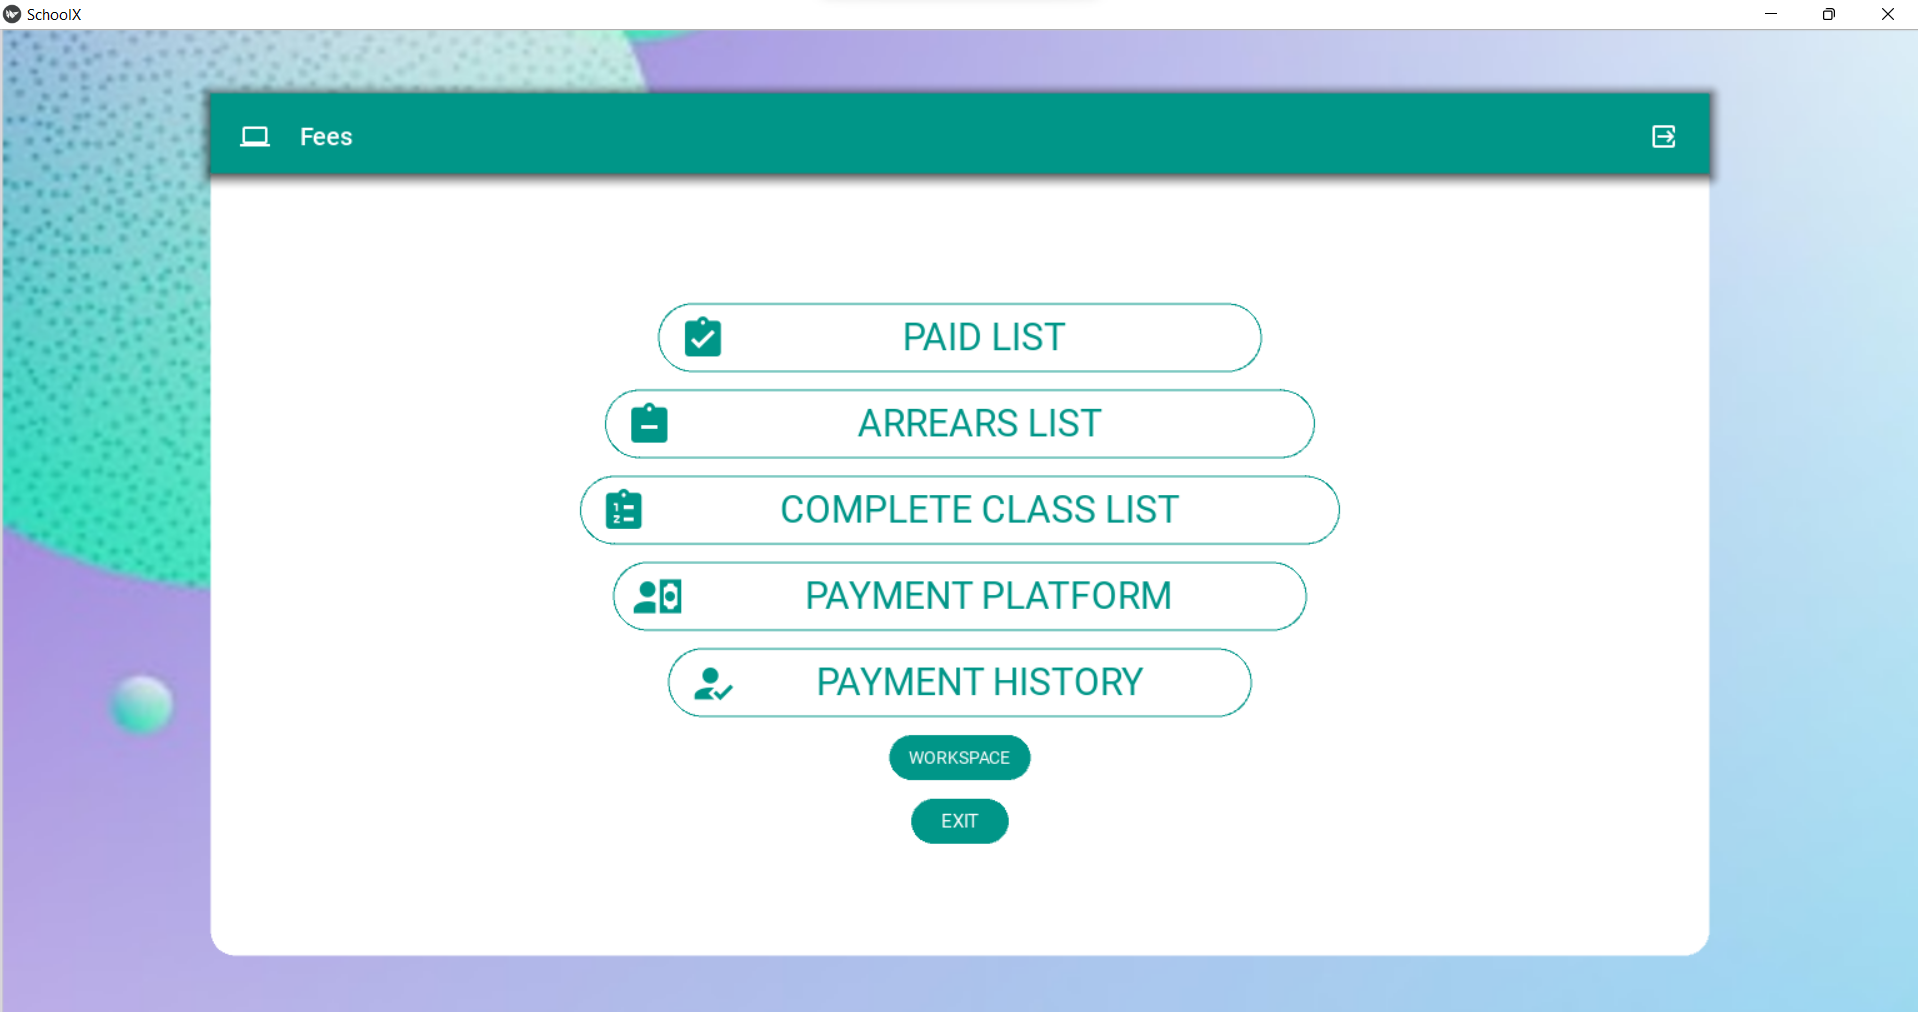 SchoolX
Fees
PAID LIST
ARREARS LIST
COMPLETE CLASS LIST
PAYMENT PLATFORM
PAYMENT HISTORY
WORKSPACE
EXIT